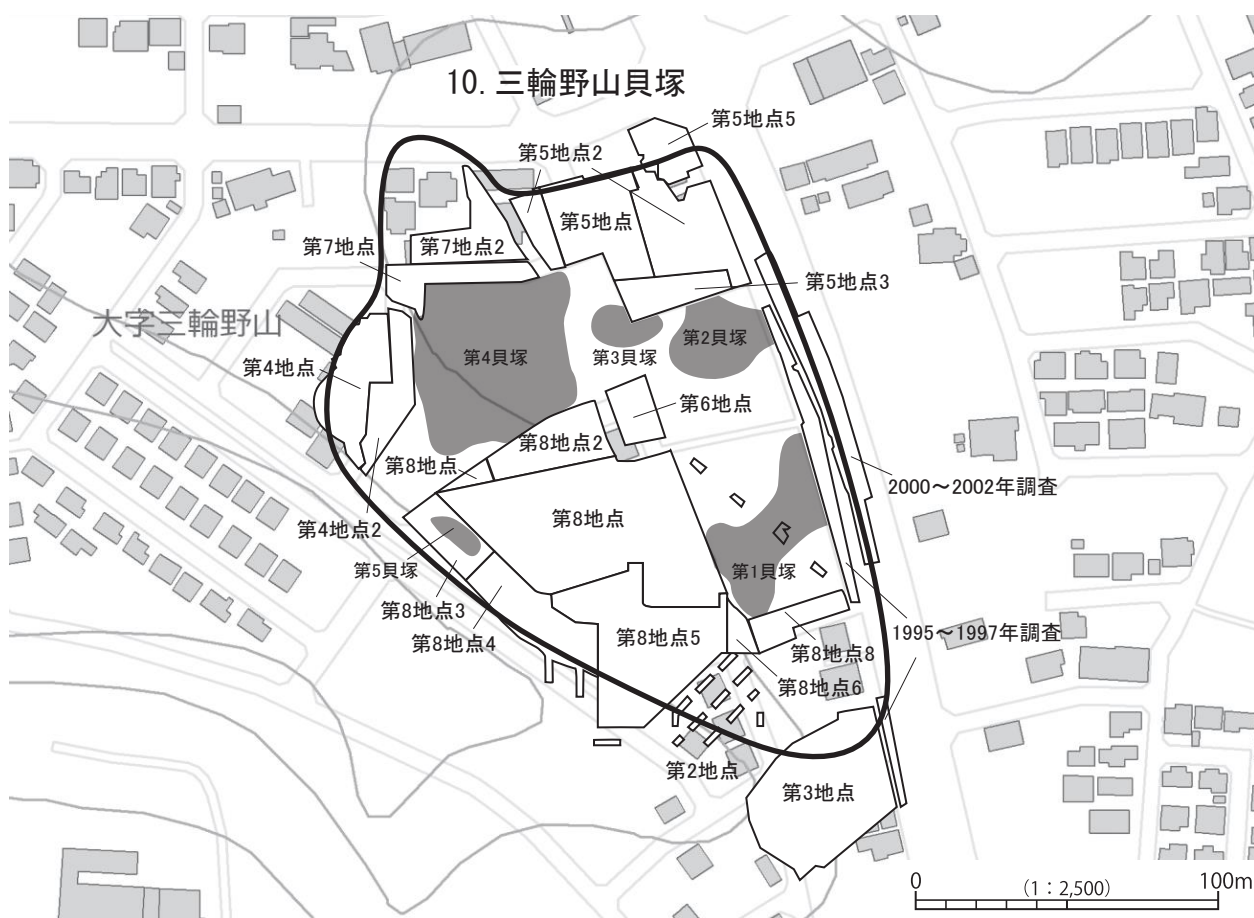 10. 三輪野山貝塚
第5地点5
第5地点2
第5地点
第7地点
第7地点2
第5地点3
大字三輪野山
第2貝塚
第3貝塚
第4貝塚
第4地点
第6地点
第8地点2
第8地点
2000～2002年調査
第8地点
第4地点2
第5貝塚
第1貝塚
第8地点3
第8地点5
1995～1997年調査
第8地点4
第8地点8
第8地点6
第2地点
第3地点
0 (1：2,500) 100m